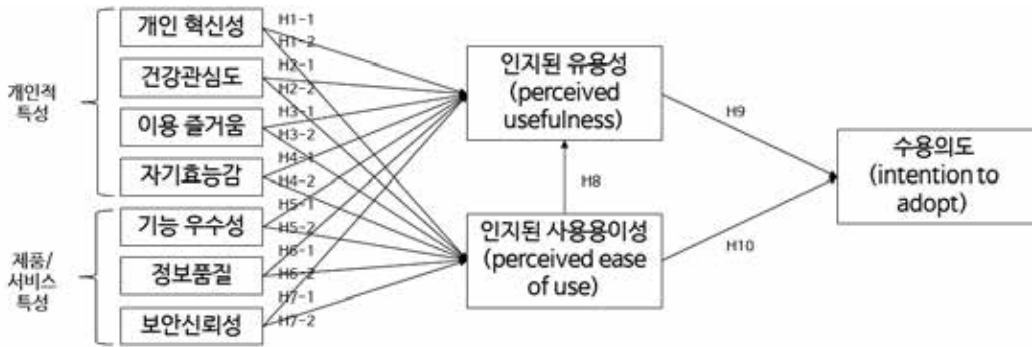 개인적
특성
제품/
서비스
특성
개인 혁신성
건강관심도
이용 즐거움
자기효능감
기능 우수성
정보품질
보안신뢰성
H1-1
H1-2
H2-1
H2-2
H3-1
H3-2
H4-1
H4-2
H5-1
H5-2
H6-1
H6-2
H7-1
H7-2
인지된 유용성
(perceived
usefulness)
H8
인지된 사용용이성
(perceived ease
of use)
H9
H10
수용의도
(intention to
adopt)